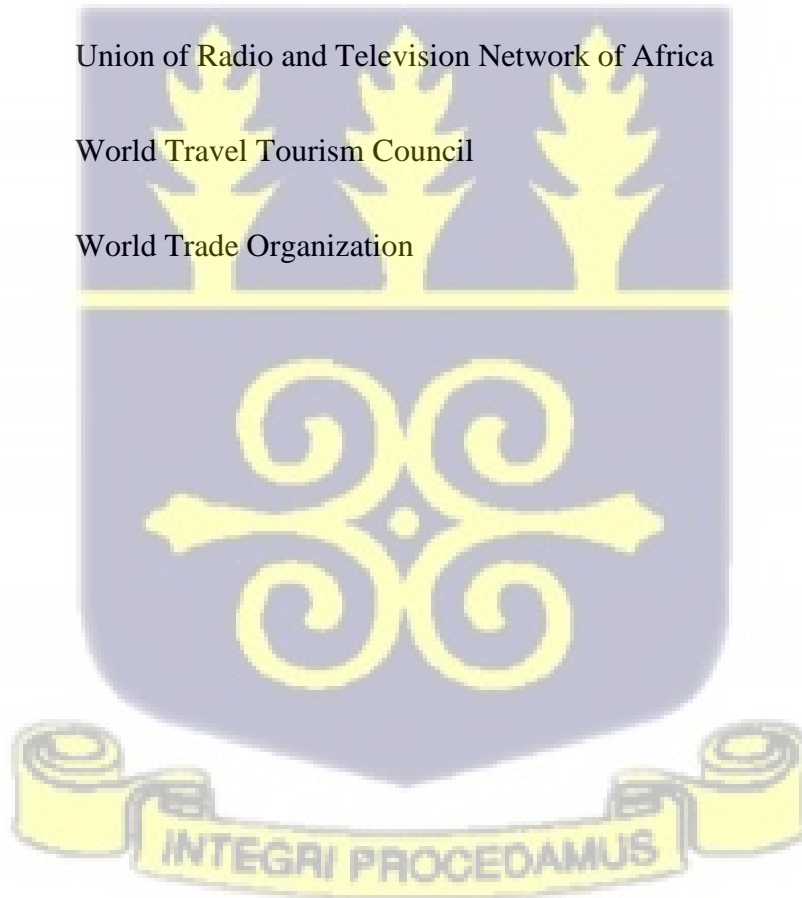 Union of Radio and Television Network of Africa
World Travel Tourism Council
World Trade Organization
INTEGRI PROCEDAMUS